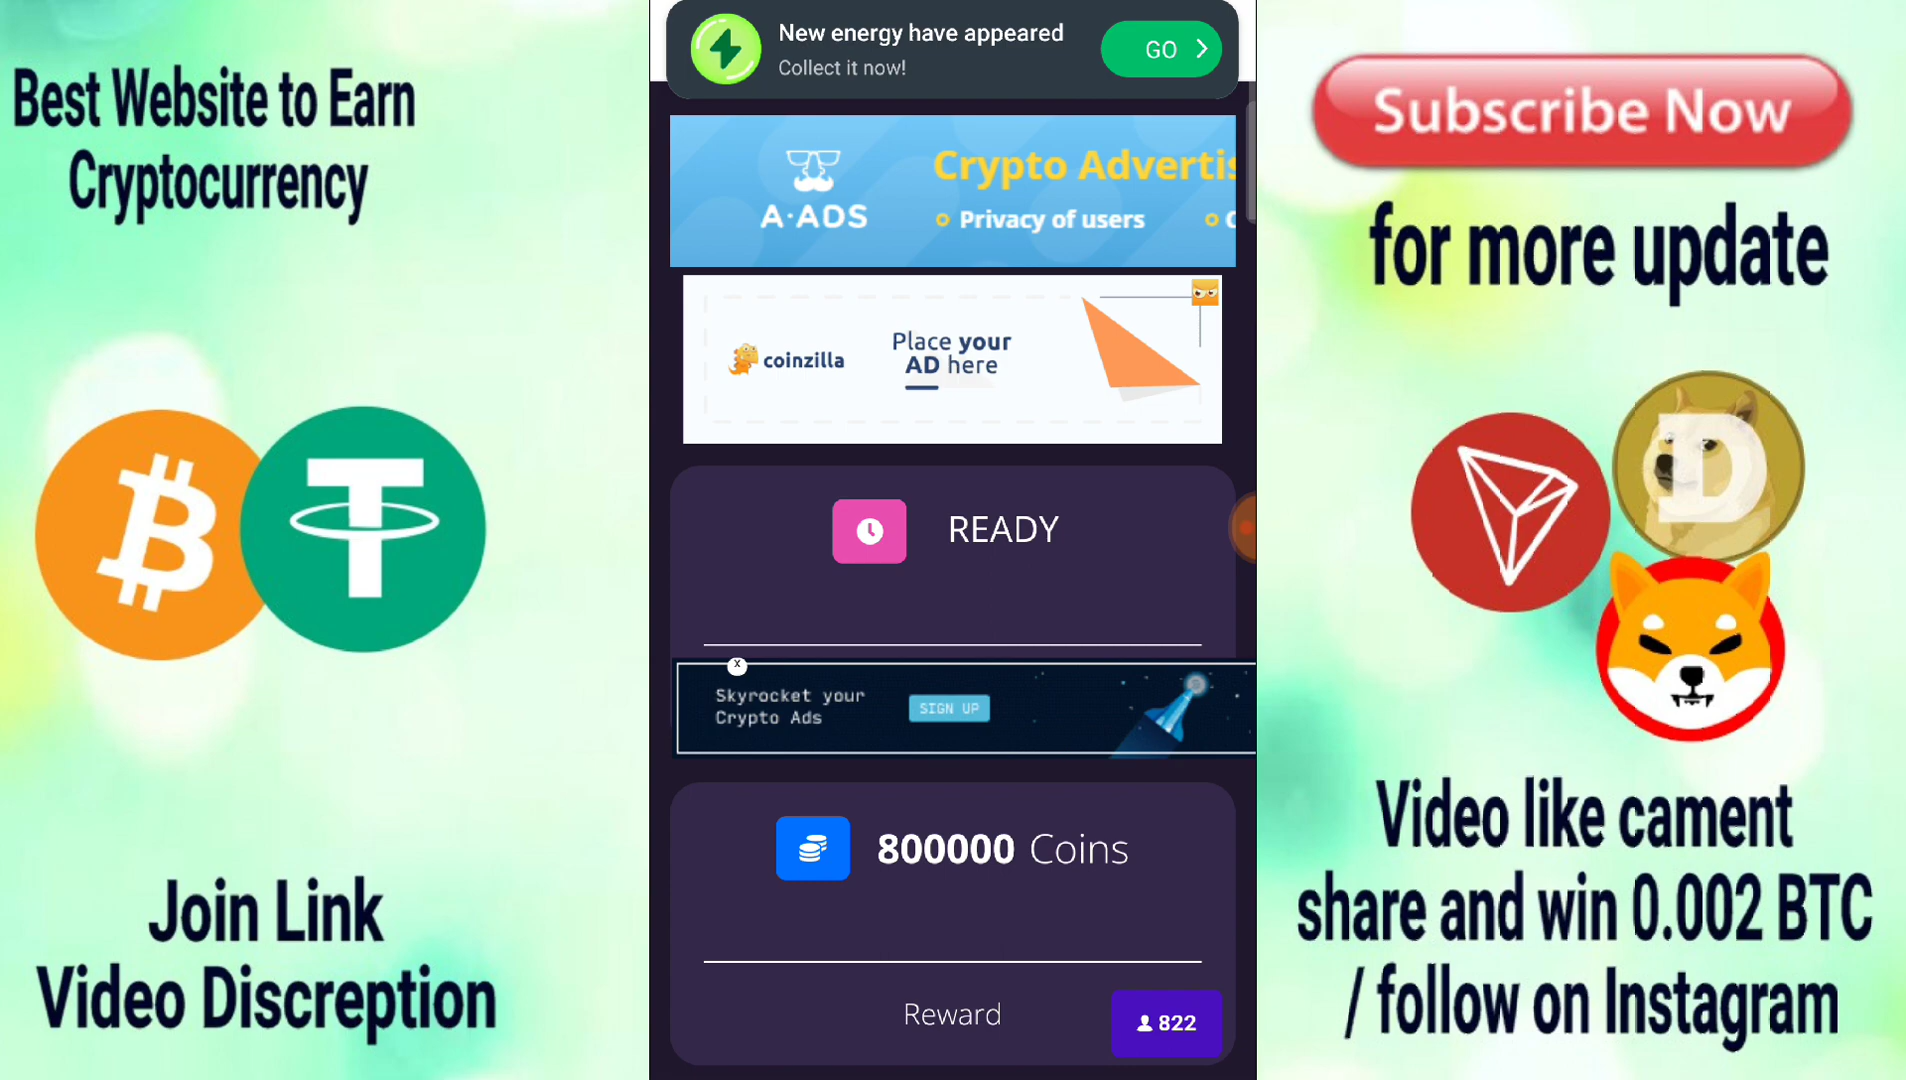 Best Website to Earn
Cryptocurrency
Join Link
Video Discreption
New energy have appeared
Collect it now!
GO
A·ADS
Crypto Advertis
Privacy of users
coinzilla
Place your
AD here
READY
x
Skyrocket your
Crypto Ads
SIGN UP
800000 Coins
Reward
822
Subscribe Now
for more update
D
Video like cament
share and win 0.002 BTC
/ follow on Instagram